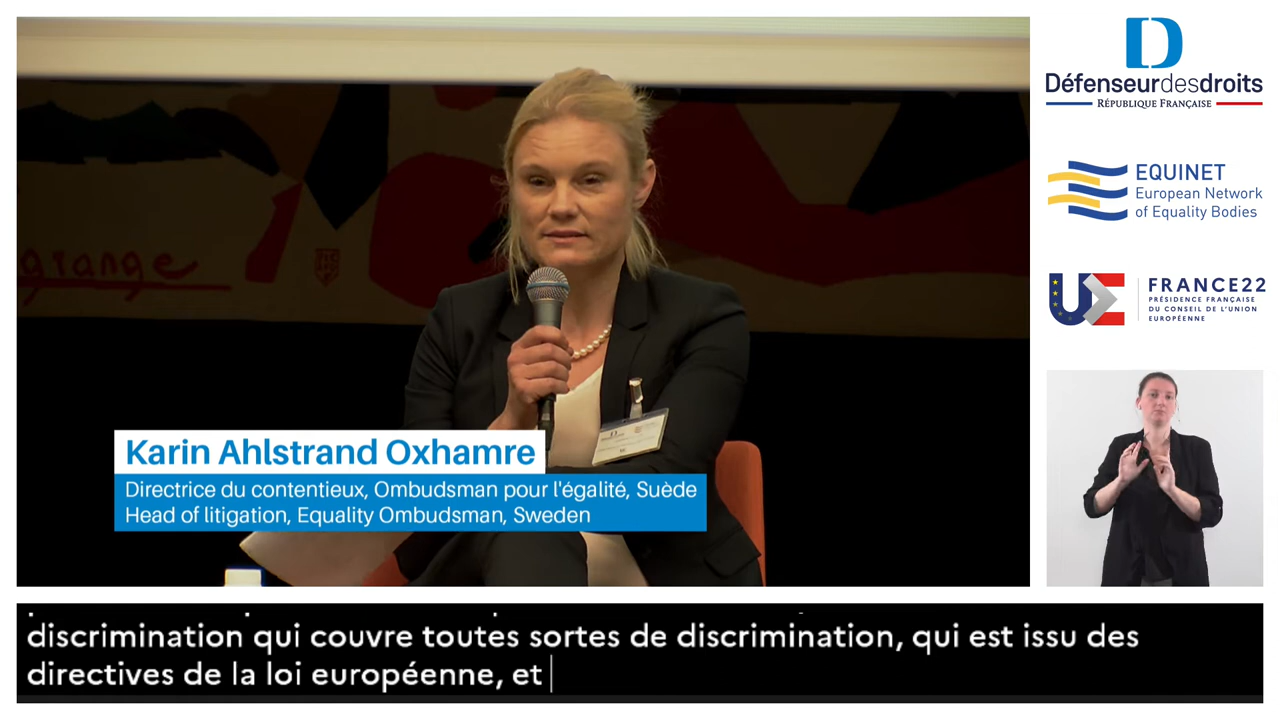 Défenseurdesdroits
RÉPUBLIQUE FRANÇAISE
EQUINET
European Network
of Equality Bodies
UE
FRANCE22
PRÉSIDENCE FRANÇAISE
DU CONSEIL DE L'UNION
EUROPÉENNE
grange
Karin Ahlstrand Oxhamre
Directrice du contentieux, Ombudsman pour l'égalité, Suède
Head of litigation, Equality Ombudsman, Sweden
discrimination qui couvre toutes sortes de discrimination, qui est issu des
directives de la loi européenne, et